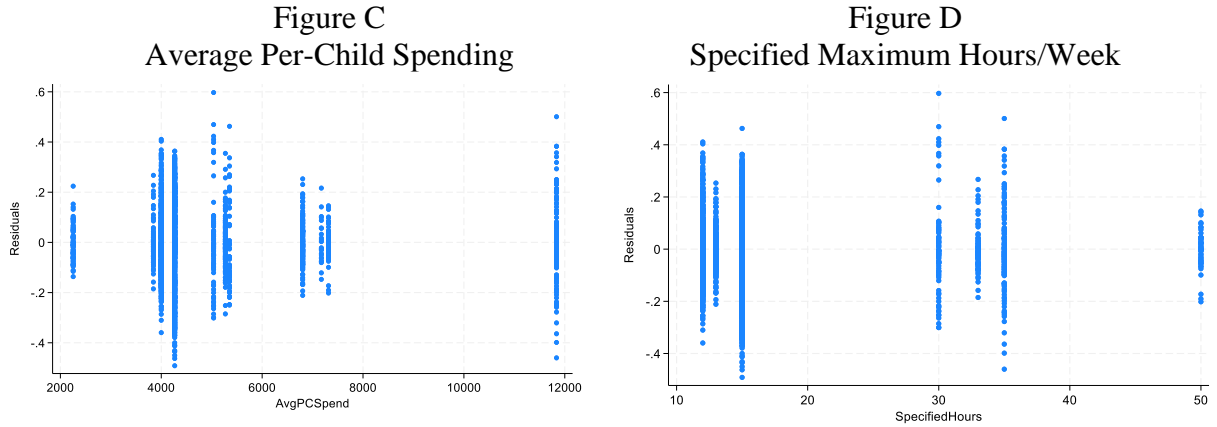 Figure C
Average Per-Child Spending
.6
.4
.2
0
-.2
-.4
Residuals
2000
4000
6000
8000
10000
12000
AvgPCSpend
Figure D
Specified Maximum Hours/Week
.6
.4
.2
0
-.2
-.4
Residuals
10
20
30
40
50
SpecifiedHours